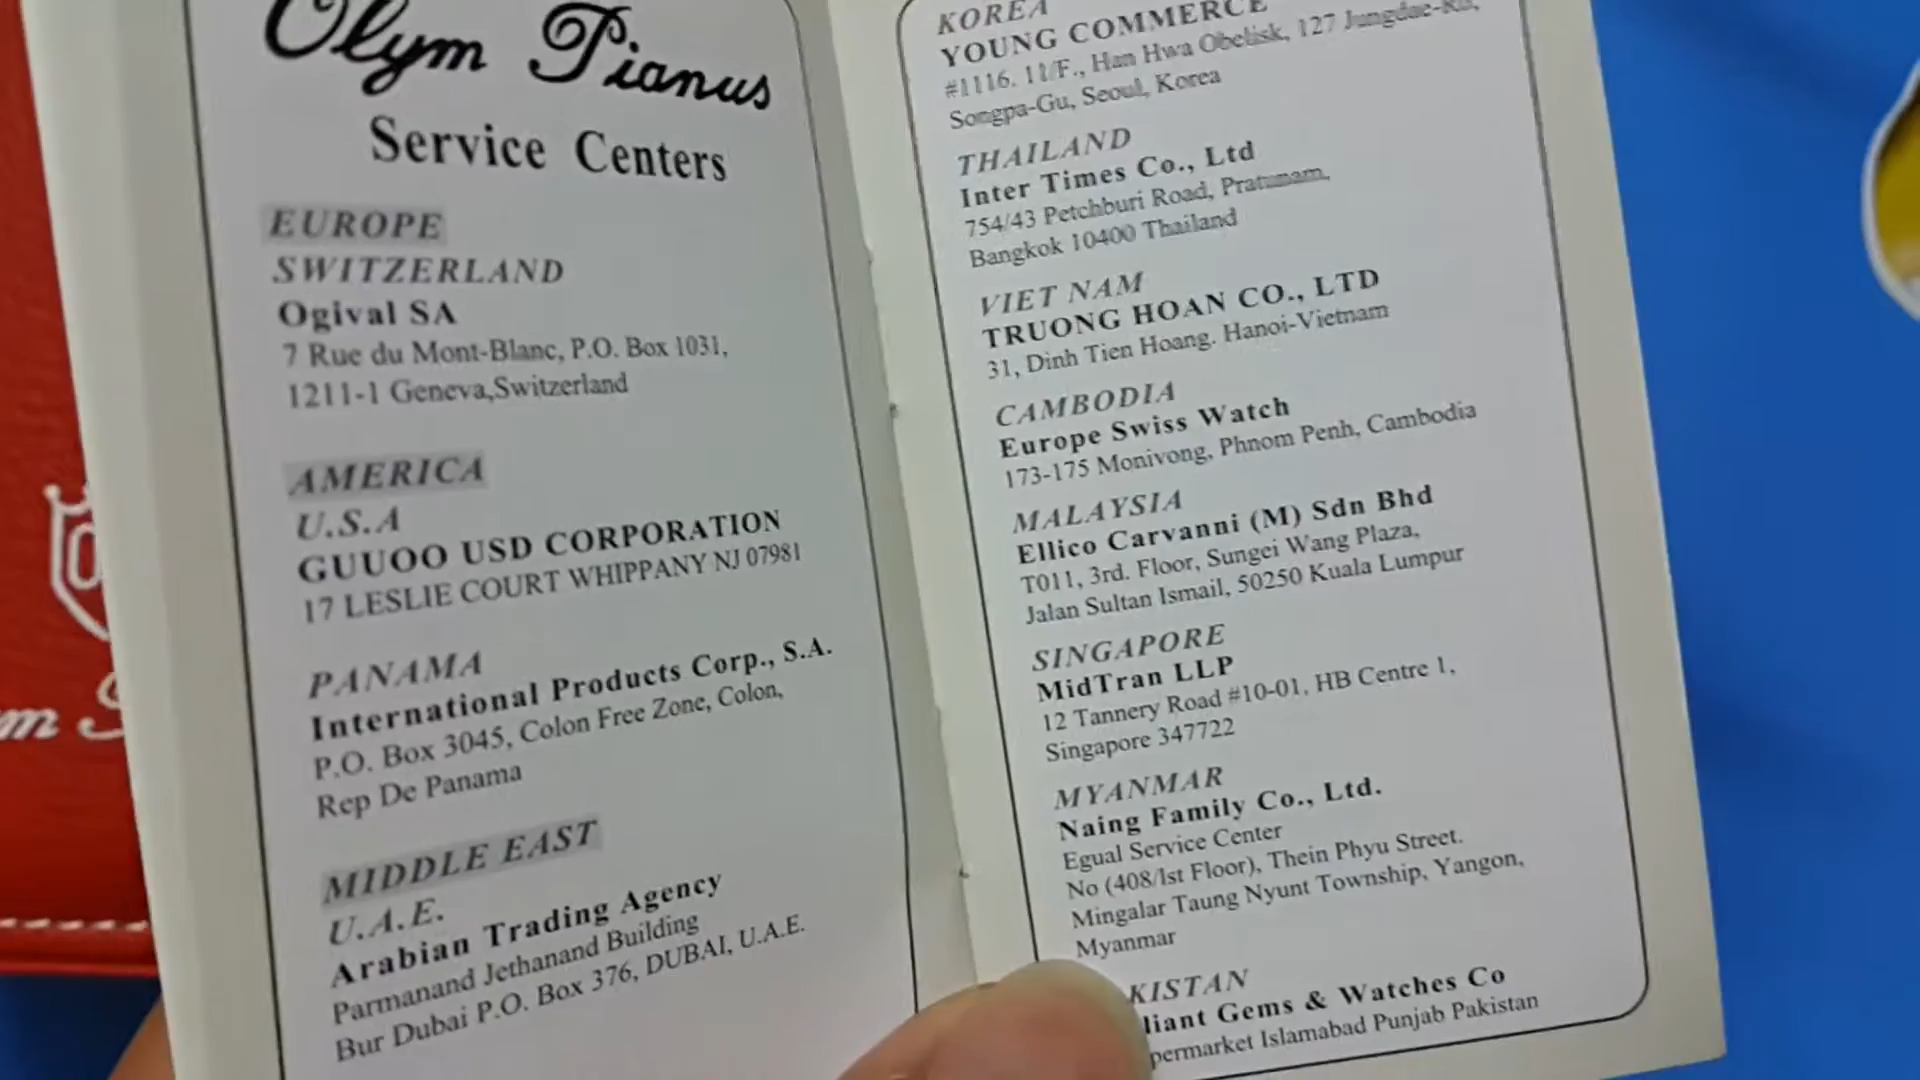 Olym Pianus
Service Centers
EUROPE
SWITZERLAND
Ogival SA
7 Rue du Mont-Blanc, P.O. Box 1031,
1211-1 Geneva,Switzerland
AMERICA
U.S.A
GUUOO USD CORPORATION
17 LESLIE COURT WHIPPANY NJ 07981
PANAMA
International Products Corp., S.A.
P.O. Box 3045, Colon Free Zone, Colon,
Rep De Panama
MIDDLE EAST
U.A.E.
Arabian Trading Agency
Parmanand Jethanand Building
Bur Dubai P.O. Box 376, DUBAI, U.A.E.
KOREA
YOUNG COMMERCE
#1116. 11/F., Han Hwa Obelisk, 127 Jungdae-Ro,
Songpa-Gu, Seoul, Korea
THAILAND
Inter Times Co., Ltd
754/43 Petchburi Road, Pratunam,
Bangkok 10400 Thailand
VIET NAM
TRUONG HOAN CO., LTD
31, Dinh Tien Hoang. Hanoi-Vietnam
CAMBODIA
Europe Swiss Watch
173-175 Monivong, Phnom Penh, Cambodia
MALAYSIA
Ellico Carvanni (M) Sdn Bhd
T011, 3rd. Floor, Sungei Wang Plaza,
Jalan Sultan Ismail, 50250 Kuala Lumpur
SINGAPORE
MidTran LLP
12 Tannery Road #10-01, HB Centre 1,
Singapore 347722
MYANMAR
Naing Family Co., Ltd.
Egual Service Center
No (408/1st Floor), Thein Phyu Street.
Mingalar Taung Nyunt Township, Yangon,
Myanmar
KISTAN
liant Gems & Watches Co
permarket Islamabad Punjab Pakistan